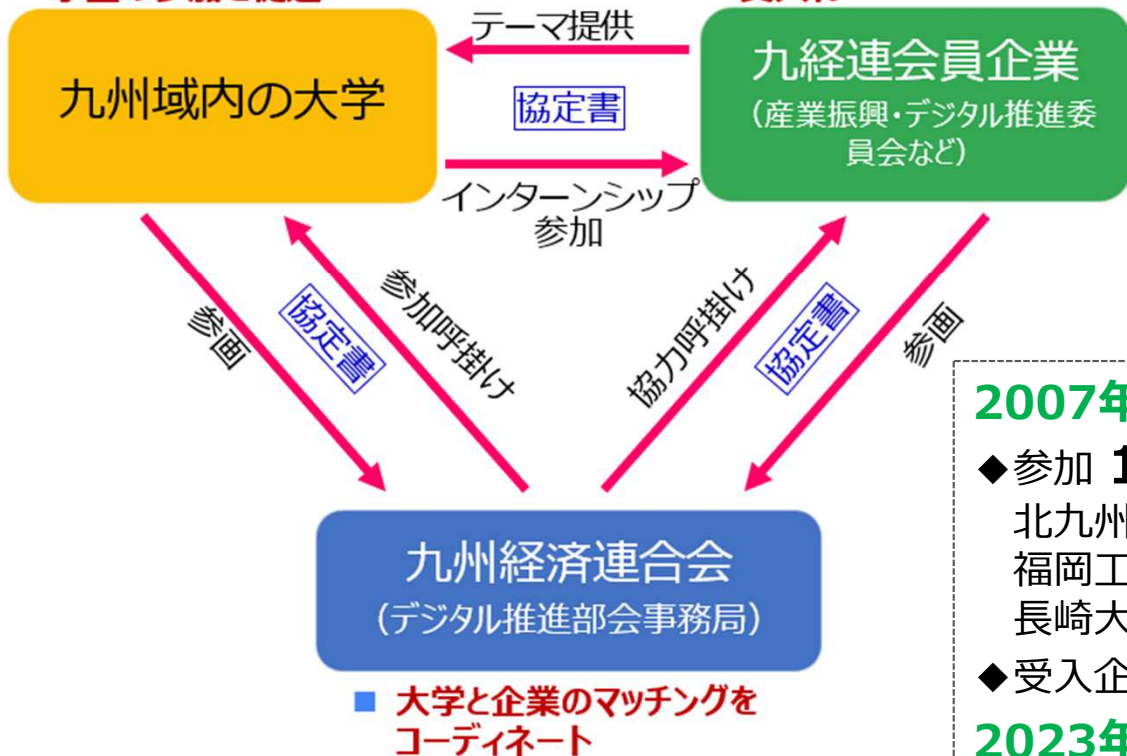 テーマ提供
九州域内の大学
協定書
九経連会員企業
(産業振興・デジタル推進委
員会など)
インターンシップ
参加
参画
協定書
参加呼掛け
協力呼掛け
協定書
参画
九州経済連合会
(デジタル推進部会事務局)
■ 大学と企業のマッチングを
コーディネート
2007年
◆参加 1
北九州
福岡工
長崎大
◆受入企
2023年